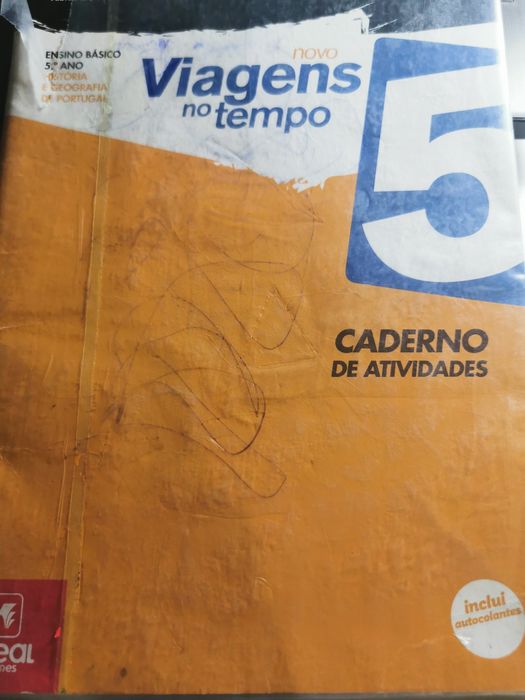 ENSINO BÁSICO
5.º ANO
HISTÓRIA
E GEOGRAFIA
DE PORTUGAL
novo
Viagens
no tempo
5
CADERNO
DE ATIVIDADES
inclui
autocolantes